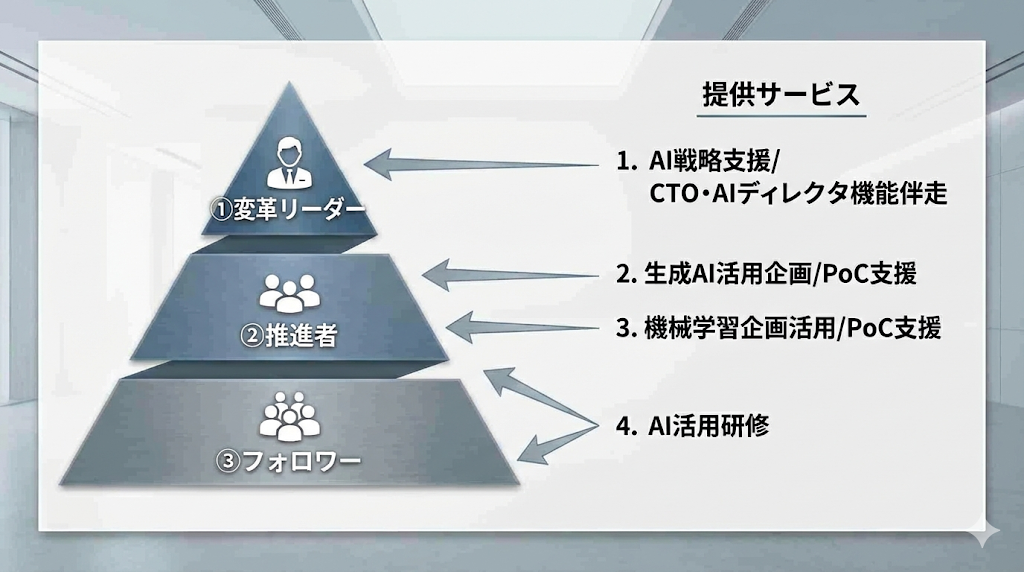 提供サービス
①変革リーダー
1. AI戦略支援/
CTO・AIディレクタ機能伴走
②推進者
2. 生成AI活用企画/PoC支援
3. 機械学習企画活用/PoC支援
③フォロワー
4. AI活用研修